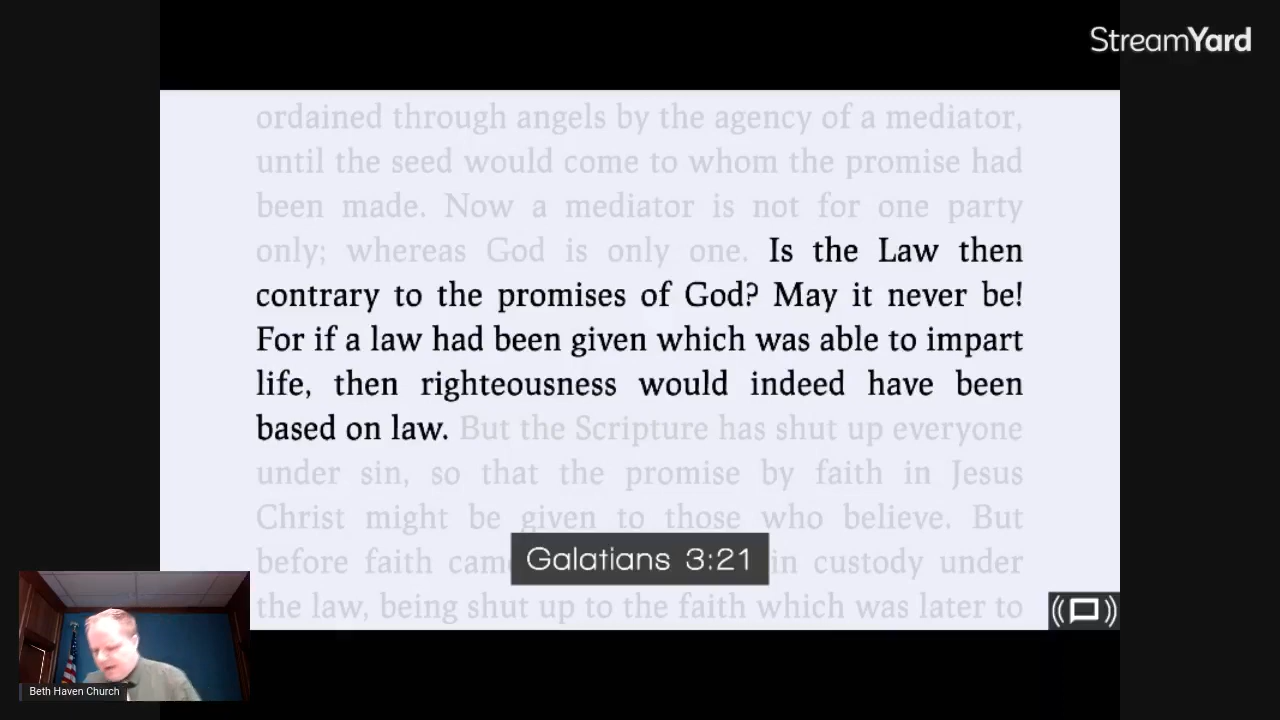 StreamYard
ordained through angels by the agency of a mediator,
until the seed would come to whom the promise had
been made. Now a mediator is not for one party
only; whereas God is only one. Is the Law then
contrary to the promises of God? May it never be!
For if a law had been given which was able to impart
life, then righteousness would indeed have been
based on law. But the Scripture has shut up everyone
under sin, so that the promise by faith in Jesus
Christ might be given to those who believe. But
before faith in custody under
Galatians 3:21
the law, being shut up to the faith which was later to
Beth Haven Church